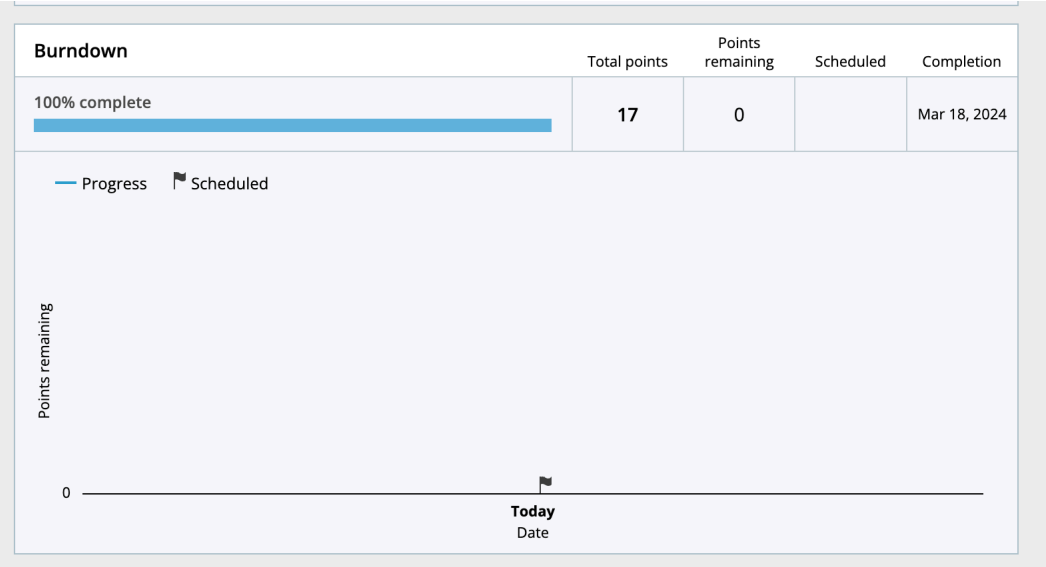 Burndown
Total points
Points
remaining
Scheduled
Completion
100% complete
17
0
Mar 18, 2024
Progress
Scheduled
Points remaining
0
Today
Date